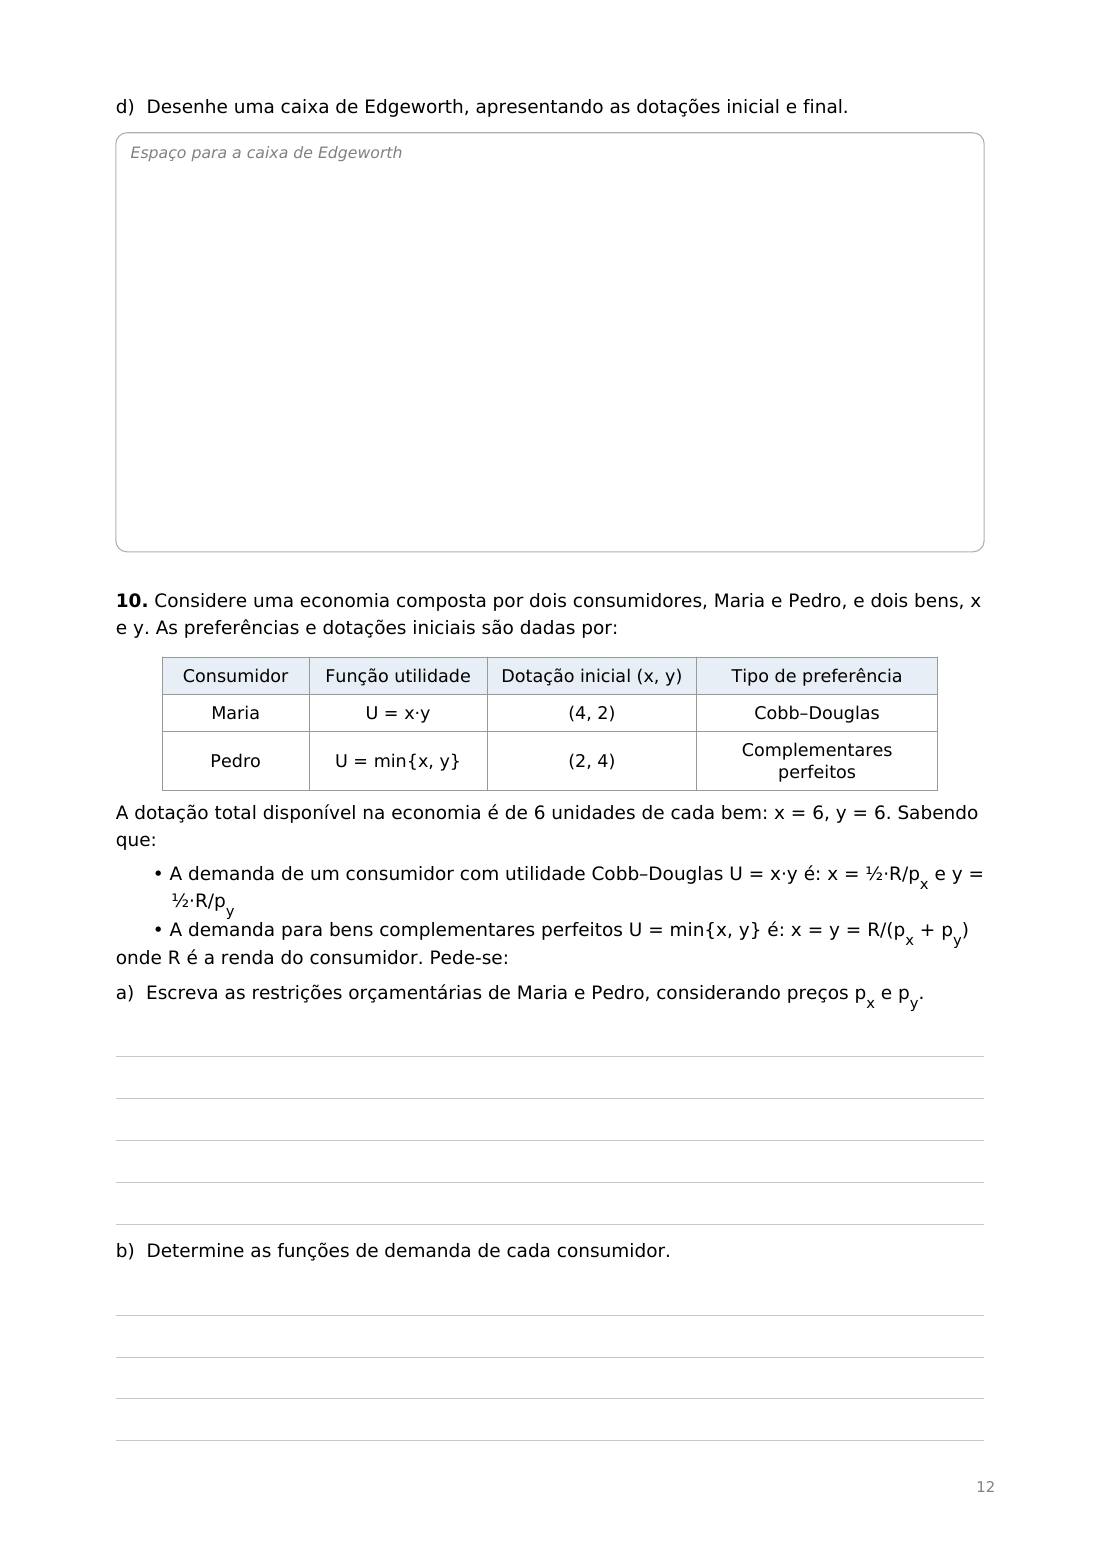 d) Desenhe uma caixa de Edgeworth, apresentando as dotações inicial e final.
Espaço para a caixa de Edgeworth
10. Considere uma economia composta por dois consumidores, Maria e Pedro, e dois bens, x
e y. As preferências e dotações iniciais são dadas por:
Consumidor Função utilidade Dotação inicial (x, y) Tipo de preferência
Maria U = x·y (4, 2) Cobb–Douglas
Pedro U = min{x, y} (2, 4) Complementares
perfeitos
A dotação total disponível na economia é de 6 unidades de cada bem: x = 6, y = 6. Sabendo
que:
• A demanda de um consumidor com utilidade Cobb–Douglas U = x·y é: x = ½·R/px e y =
½·R/py
• A demanda para bens complementares perfeitos U = min{x, y} é: x = y = R/(px + py)
onde R é a renda do consumidor. Pede-se:
a) Escreva as restrições orçamentárias de Maria e Pedro, considerando preços px e py.
b) Determine as funções de demanda de cada consumidor.
12